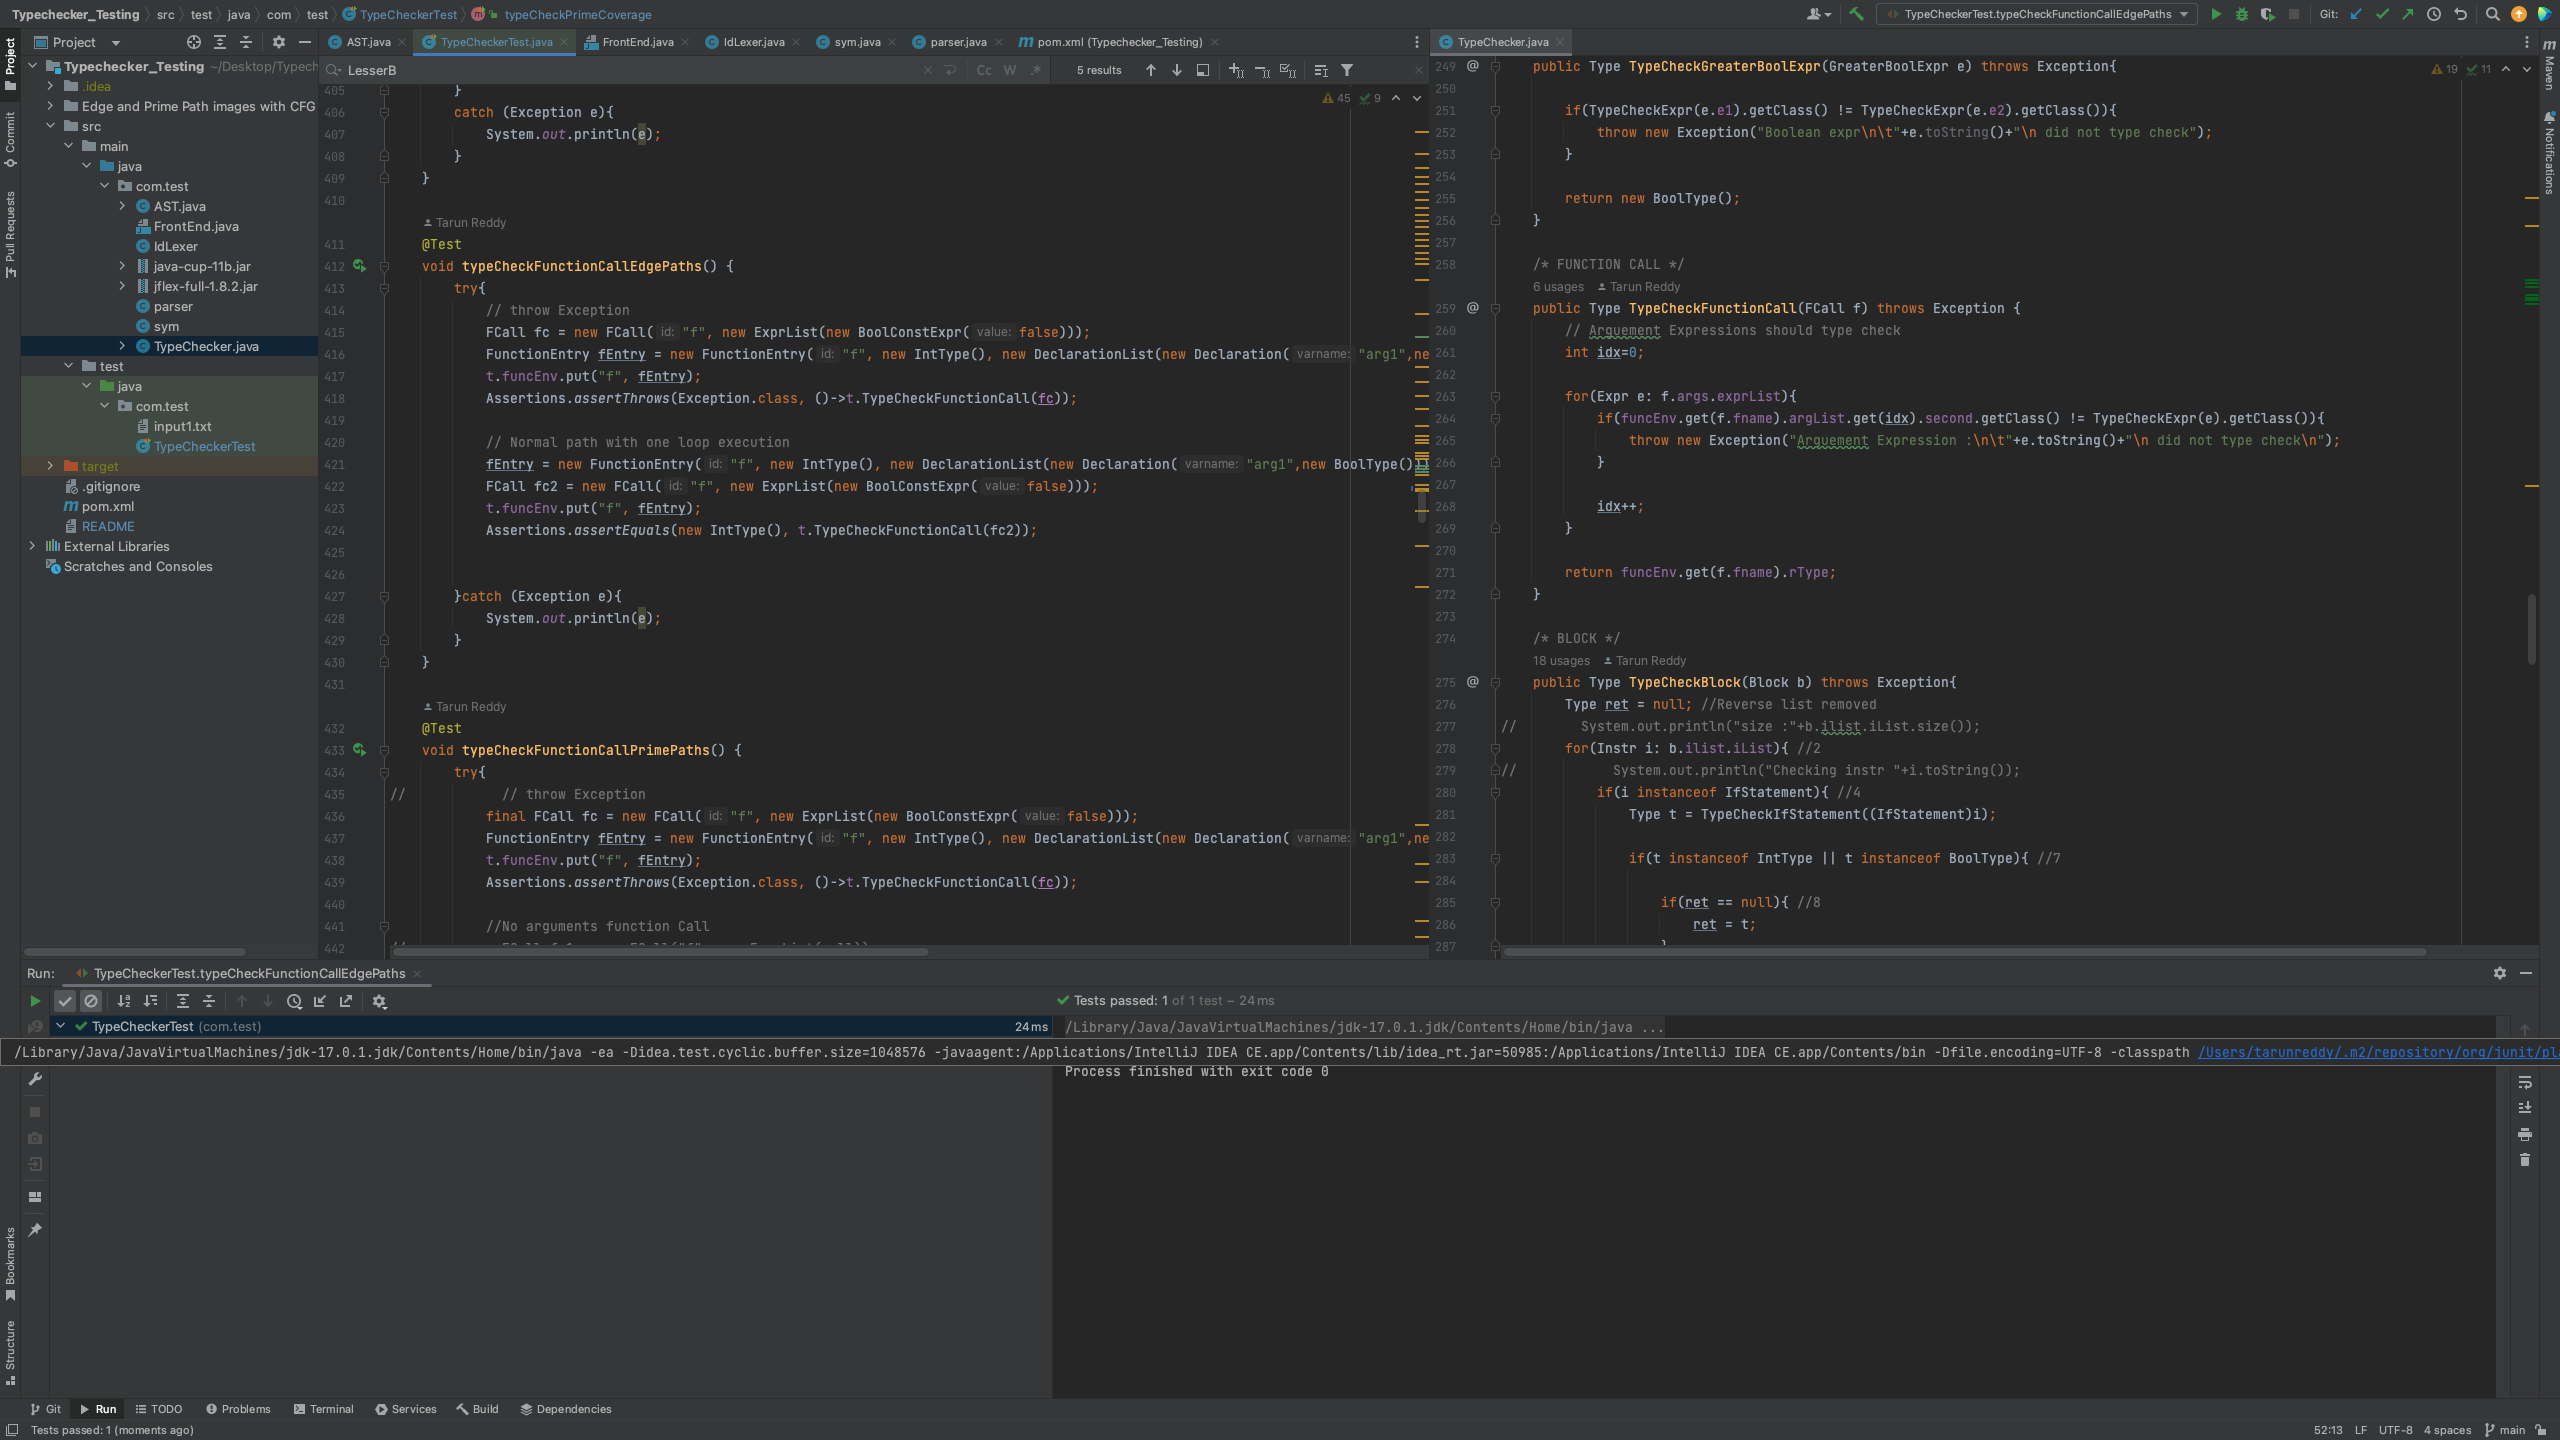 Typechecker_Testing src test java com test TypeCheckerTest typeCheckPrimeCoverage
TypeCheckerTest.typeCheckFunctionCallEdgePaths Git:
Project
AST.java TypeCheckerTest.java FrontEnd.java IdLexer.java sym.java parser.java pom.xml (Typechecker_Testing)
TypeChecker.java
Project
Commit
Pull Requests
Bookmarks
Structure
Maven
Notifications
Typechecker_Testing ~/Desktop/Typech
.idea
Edge and Prime Path images with CFG
src
main
java
com.test
AST.java
FrontEnd.java
IdLexer
java-cup-11b.jar
jflex-full-1.8.2.jar
parser
sym
TypeChecker.java
test
java
com.test
input1.txt
TypeCheckerTest
target
.gitignore
pom.xml
README
External Libraries
Scratches and Consoles
LesserB Cc W .* 5 results
45 9
405 }
406 catch (Exception e){
407 System.out.println(e);
408 }
409 }
410
Tarun Reddy
411 @Test
412 void typeCheckFunctionCallEdgePaths() {
413 try{
414 // throw Exception
415 FCall fc = new FCall( id: "f", new ExprList(new BoolConstExpr( value: false)));
416 FunctionEntry fEntry = new FunctionEntry( id: "f", new IntType(), new DeclarationList(new Declaration( varname: "arg1",ne
417 t.funcEnv.put("f", fEntry);
418 Assertions.assertThrows(Exception.class, ()->t.TypeCheckFunctionCall(fc));
419
420 // Normal path with one loop execution
421 fEntry = new FunctionEntry( id: "f", new IntType(), new DeclarationList(new Declaration( varname: "arg1",new BoolType())
422 FCall fc2 = new FCall( id: "f", new ExprList(new BoolConstExpr( value: false)));
423 t.funcEnv.put("f", fEntry);
424 Assertions.assertEquals(new IntType(), t.TypeCheckFunctionCall(fc2));
425
426
427 }catch (Exception e){
428 System.out.println(e);
429 }
430 }
431
Tarun Reddy
432 @Test
433 void typeCheckFunctionCallPrimePaths() {
434 try{
435 // // throw Exception
436 final FCall fc = new FCall( id: "f", new ExprList(new BoolConstExpr( value: false)));
437 FunctionEntry fEntry = new FunctionEntry( id: "f", new IntType(), new DeclarationList(new Declaration( varname: "arg1",ne
438 t.funcEnv.put("f", fEntry);
439 Assertions.assertThrows(Exception.class, ()->t.TypeCheckFunctionCall(fc));
440
441 //No arguments function Call
442
19 11
249 @ public Type TypeCheckGreaterBoolExpr(GreaterBoolExpr e) throws Exception{
250
251 if(TypeCheckExpr(e.e1).getClass() != TypeCheckExpr(e.e2).getClass()){
252 throw new Exception("Boolean expr\n\t"+e.toString()+"\n did not type check");
253 }
254
255 return new BoolType();
256 }
257
258 /* FUNCTION CALL */
6 usages Tarun Reddy
259 @ public Type TypeCheckFunctionCall(FCall f) throws Exception {
260 // Arguement Expressions should type check
261 int idx=0;
262
263 for(Expr e: f.args.exprList){
264 if(funcEnv.get(f.fname).argList.get(idx).second.getClass() != TypeCheckExpr(e).getClass()){
265 throw new Exception("Arguement Expression :\n\t"+e.toString()+"\n did not type check\n");
266 }
267
268 idx++;
269 }
270
271 return funcEnv.get(f.fname).rType;
272 }
273
274 /* BLOCK */
18 usages Tarun Reddy
275 @ public Type TypeCheckBlock(Block b) throws Exception{
276 Type ret = null; //Reverse list removed
277 // System.out.println("size :"+b.ilist.iList.size());
278 for(Instr i: b.ilist.iList){ //2
279 // System.out.println("Checking instr "+i.toString());
280 if(i instanceof IfStatement){ //4
281 Type t = TypeCheckIfStatement((IfStatement)i);
282
283 if(t instanceof IntType || t instanceof BoolType){ //7
284
285 if(ret == null){ //8
286 ret = t;
287
Run: TypeCheckerTest.typeCheckFunctionCallEdgePaths
Tests passed: 1 of 1 test – 24 ms
TypeCheckerTest (com.test) 24 ms
/Library/Java/JavaVirtualMachines/jdk-17.0.1.jdk/Contents/Home/bin/java ...
/Library/Java/JavaVirtualMachines/jdk-17.0.1.jdk/Contents/Home/bin/java -ea -Didea.test.cyclic.buffer.size=1048576 -javaagent:/Applications/IntelliJ IDEA CE.app/Contents/lib/idea_rt.jar=50985:/Applications/IntelliJ IDEA CE.app/Contents/bin -Dfile.encoding=UTF-8 -classpath /Users/tarunreddy/.m2/repository/org/junit/pl
Process finished with exit code 0
Git Run TODO Problems Terminal Services Build Dependencies
Tests passed: 1 (moments ago)
52:13 LF UTF-8 4 spaces main